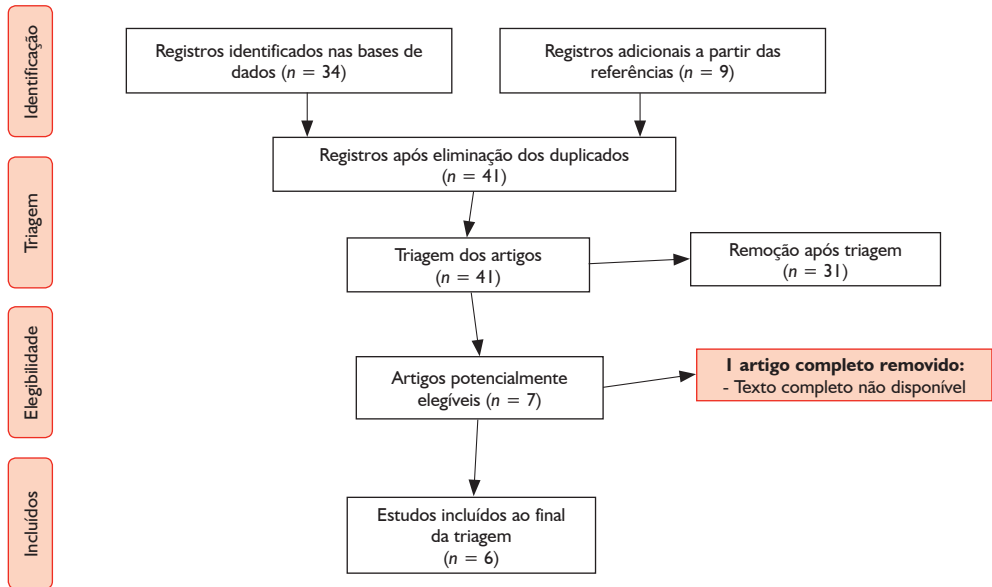 Identificação
Registros identificados nas bases de
dados (n = 34)
Registros adicionais a partir das
referências (n = 9)
Registros após eliminação dos duplicados
(n = 41)
Triagem
Triagem dos artigos
(n = 41)
Remoção após triagem
(n = 31)
Elegibilidade
Artigos potencialmente
elegíveis (n = 7)
1 artigo completo removido:
- Texto completo não disponível
Incluídos
Estudos incluídos ao final
da triagem
(n = 6)